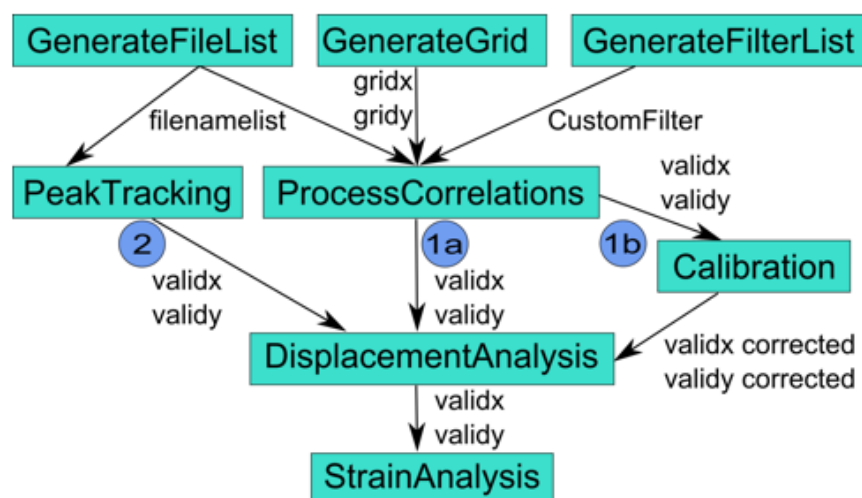 GenerateFileList
GenerateGrid
GenerateFilterList
gridx
gridy
filenamelist
CustomFilter
PeakTracking
ProcessCorrelations
validx
validy
2
1a
1b
validx
validy
validx
validy
Calibration
DisplacementAnalysis
validx corrected
validy corrected
validx
validy
StrainAnalysis